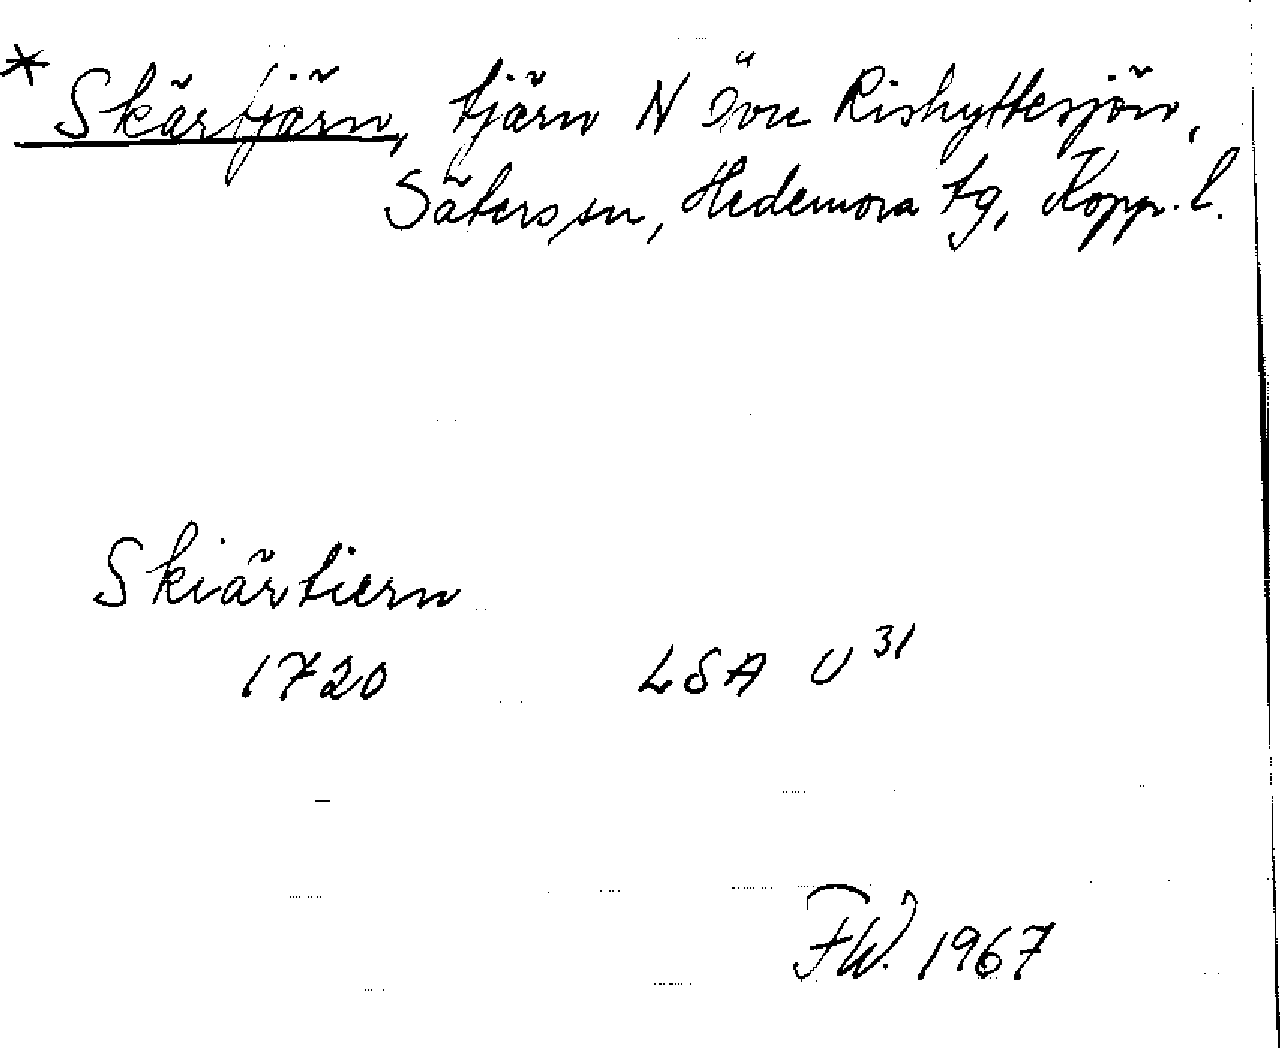 * Skärtjärn, tjärn N Övre Rishyttesjön,
Säters sn, Hedemora tg, Kopp. l.
Skiärtiern
1720 LSA U 31
FW. 1967